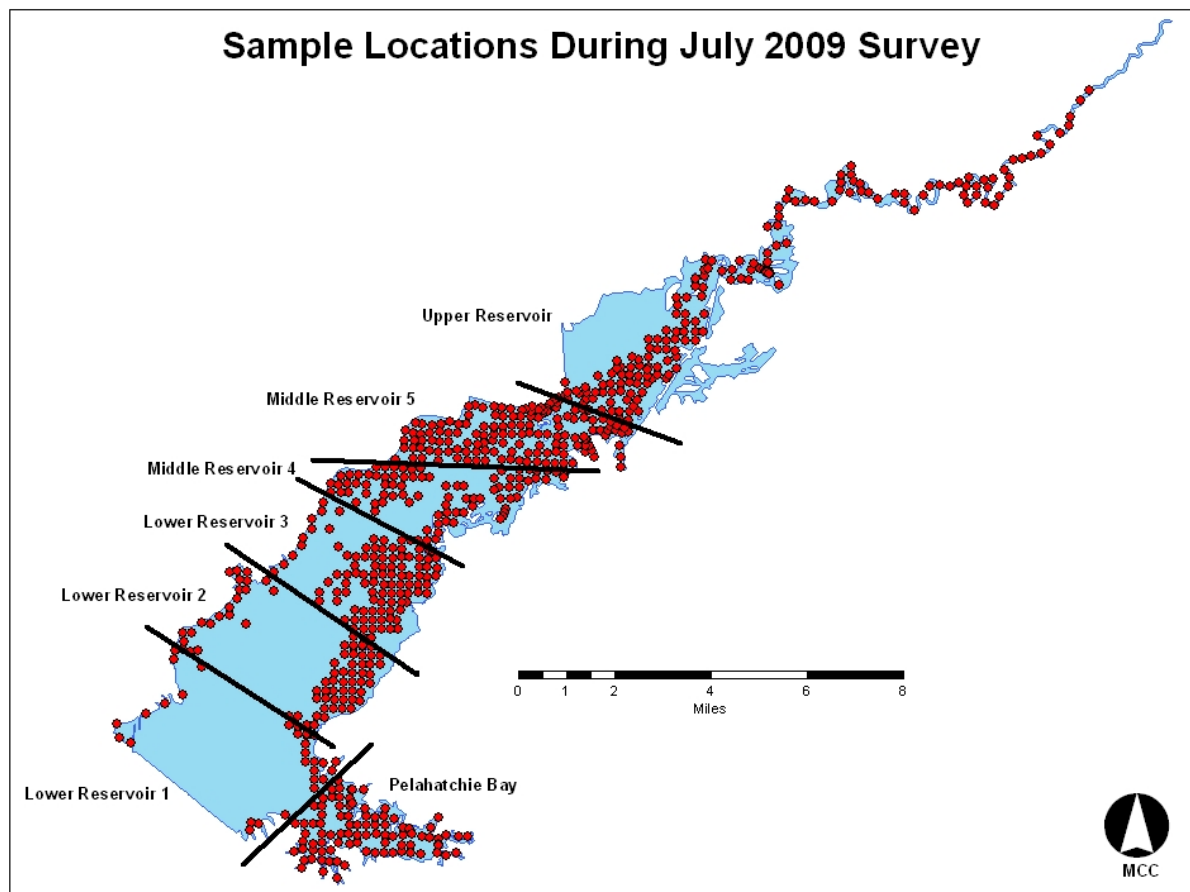 Sample Locations During July 2009 Survey
Upper Reservoir
Middle Reservoir 5
Middle Reservoir 4
Lower Reservoir 3
Lower Reservoir 2
Lower Reservoir 1
Pelahatchie Bay
0 1 2 4 6 8
Miles
MCC